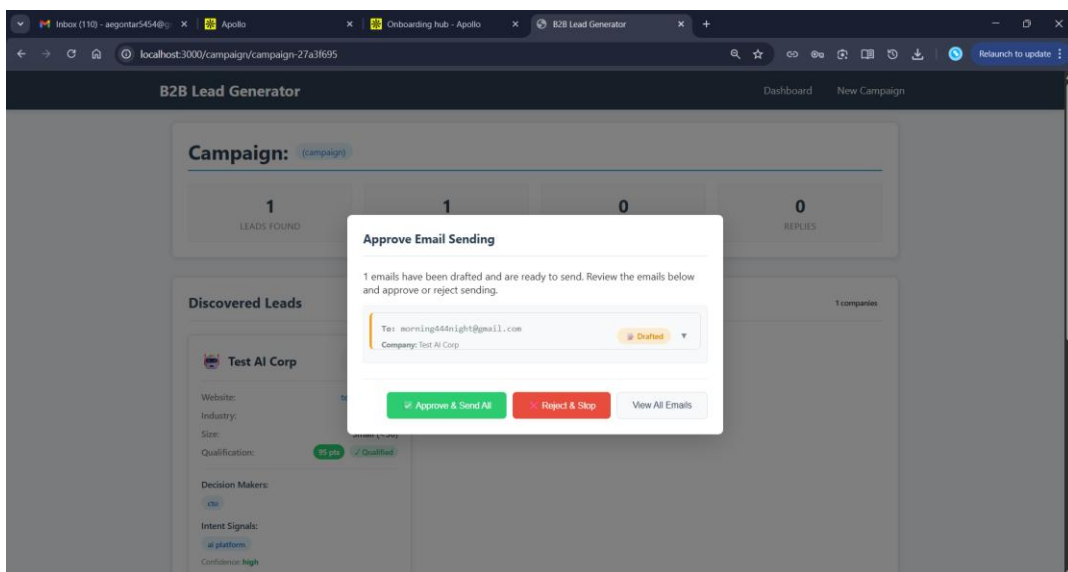 Inbox (110) - aegontar5454@g
Apollo
Onboarding hub - Apollo
B2B Lead Generator
localhost:3000/campaign/campaign-27a3f695
Relaunch to update
B2B Lead Generator
Dashboard
New Campaign
Campaign: (campaign)
1
LEADS FOUND
1
0
0
REPLIES
Approve Email Sending
1 emails have been drafted and are ready to send. Review the emails below
and approve or reject sending.
To: morning444night@gmail.com
Company: Test AI Corp
Drafted
Approve & Send All
Reject & Stop
View All Emails
Discovered Leads
1 companies
Test AI Corp
Website:
Industry:
Size:
Qualification: 95 pts ✓ Qualified
Decision Makers:
cto
Intent Signals:
ai platform
Confidence: high